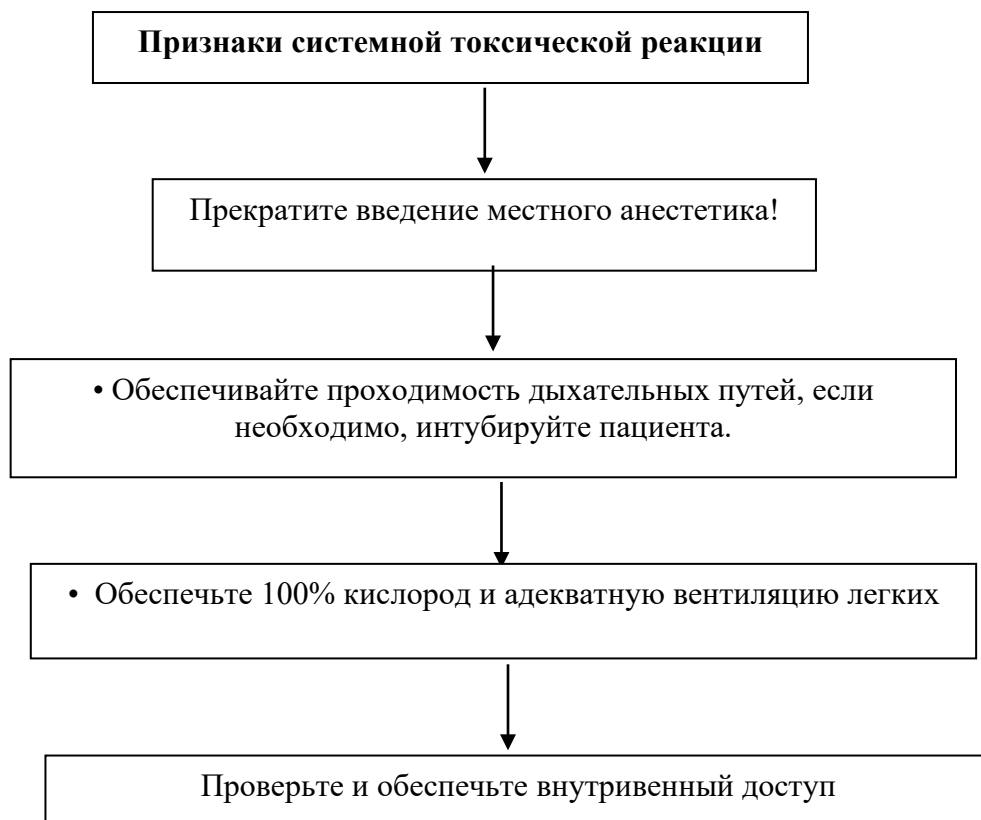 Признаки системной токсической реакции
Прекратите введение местного анестетика!
• Обеспечивайте проходимость дыхательных путей, если
необходимо, интубируйте пациента.
• Обеспечьте 100% кислород и адекватную вентиляцию легких
Проверьте и обеспечьте внутривенный доступ